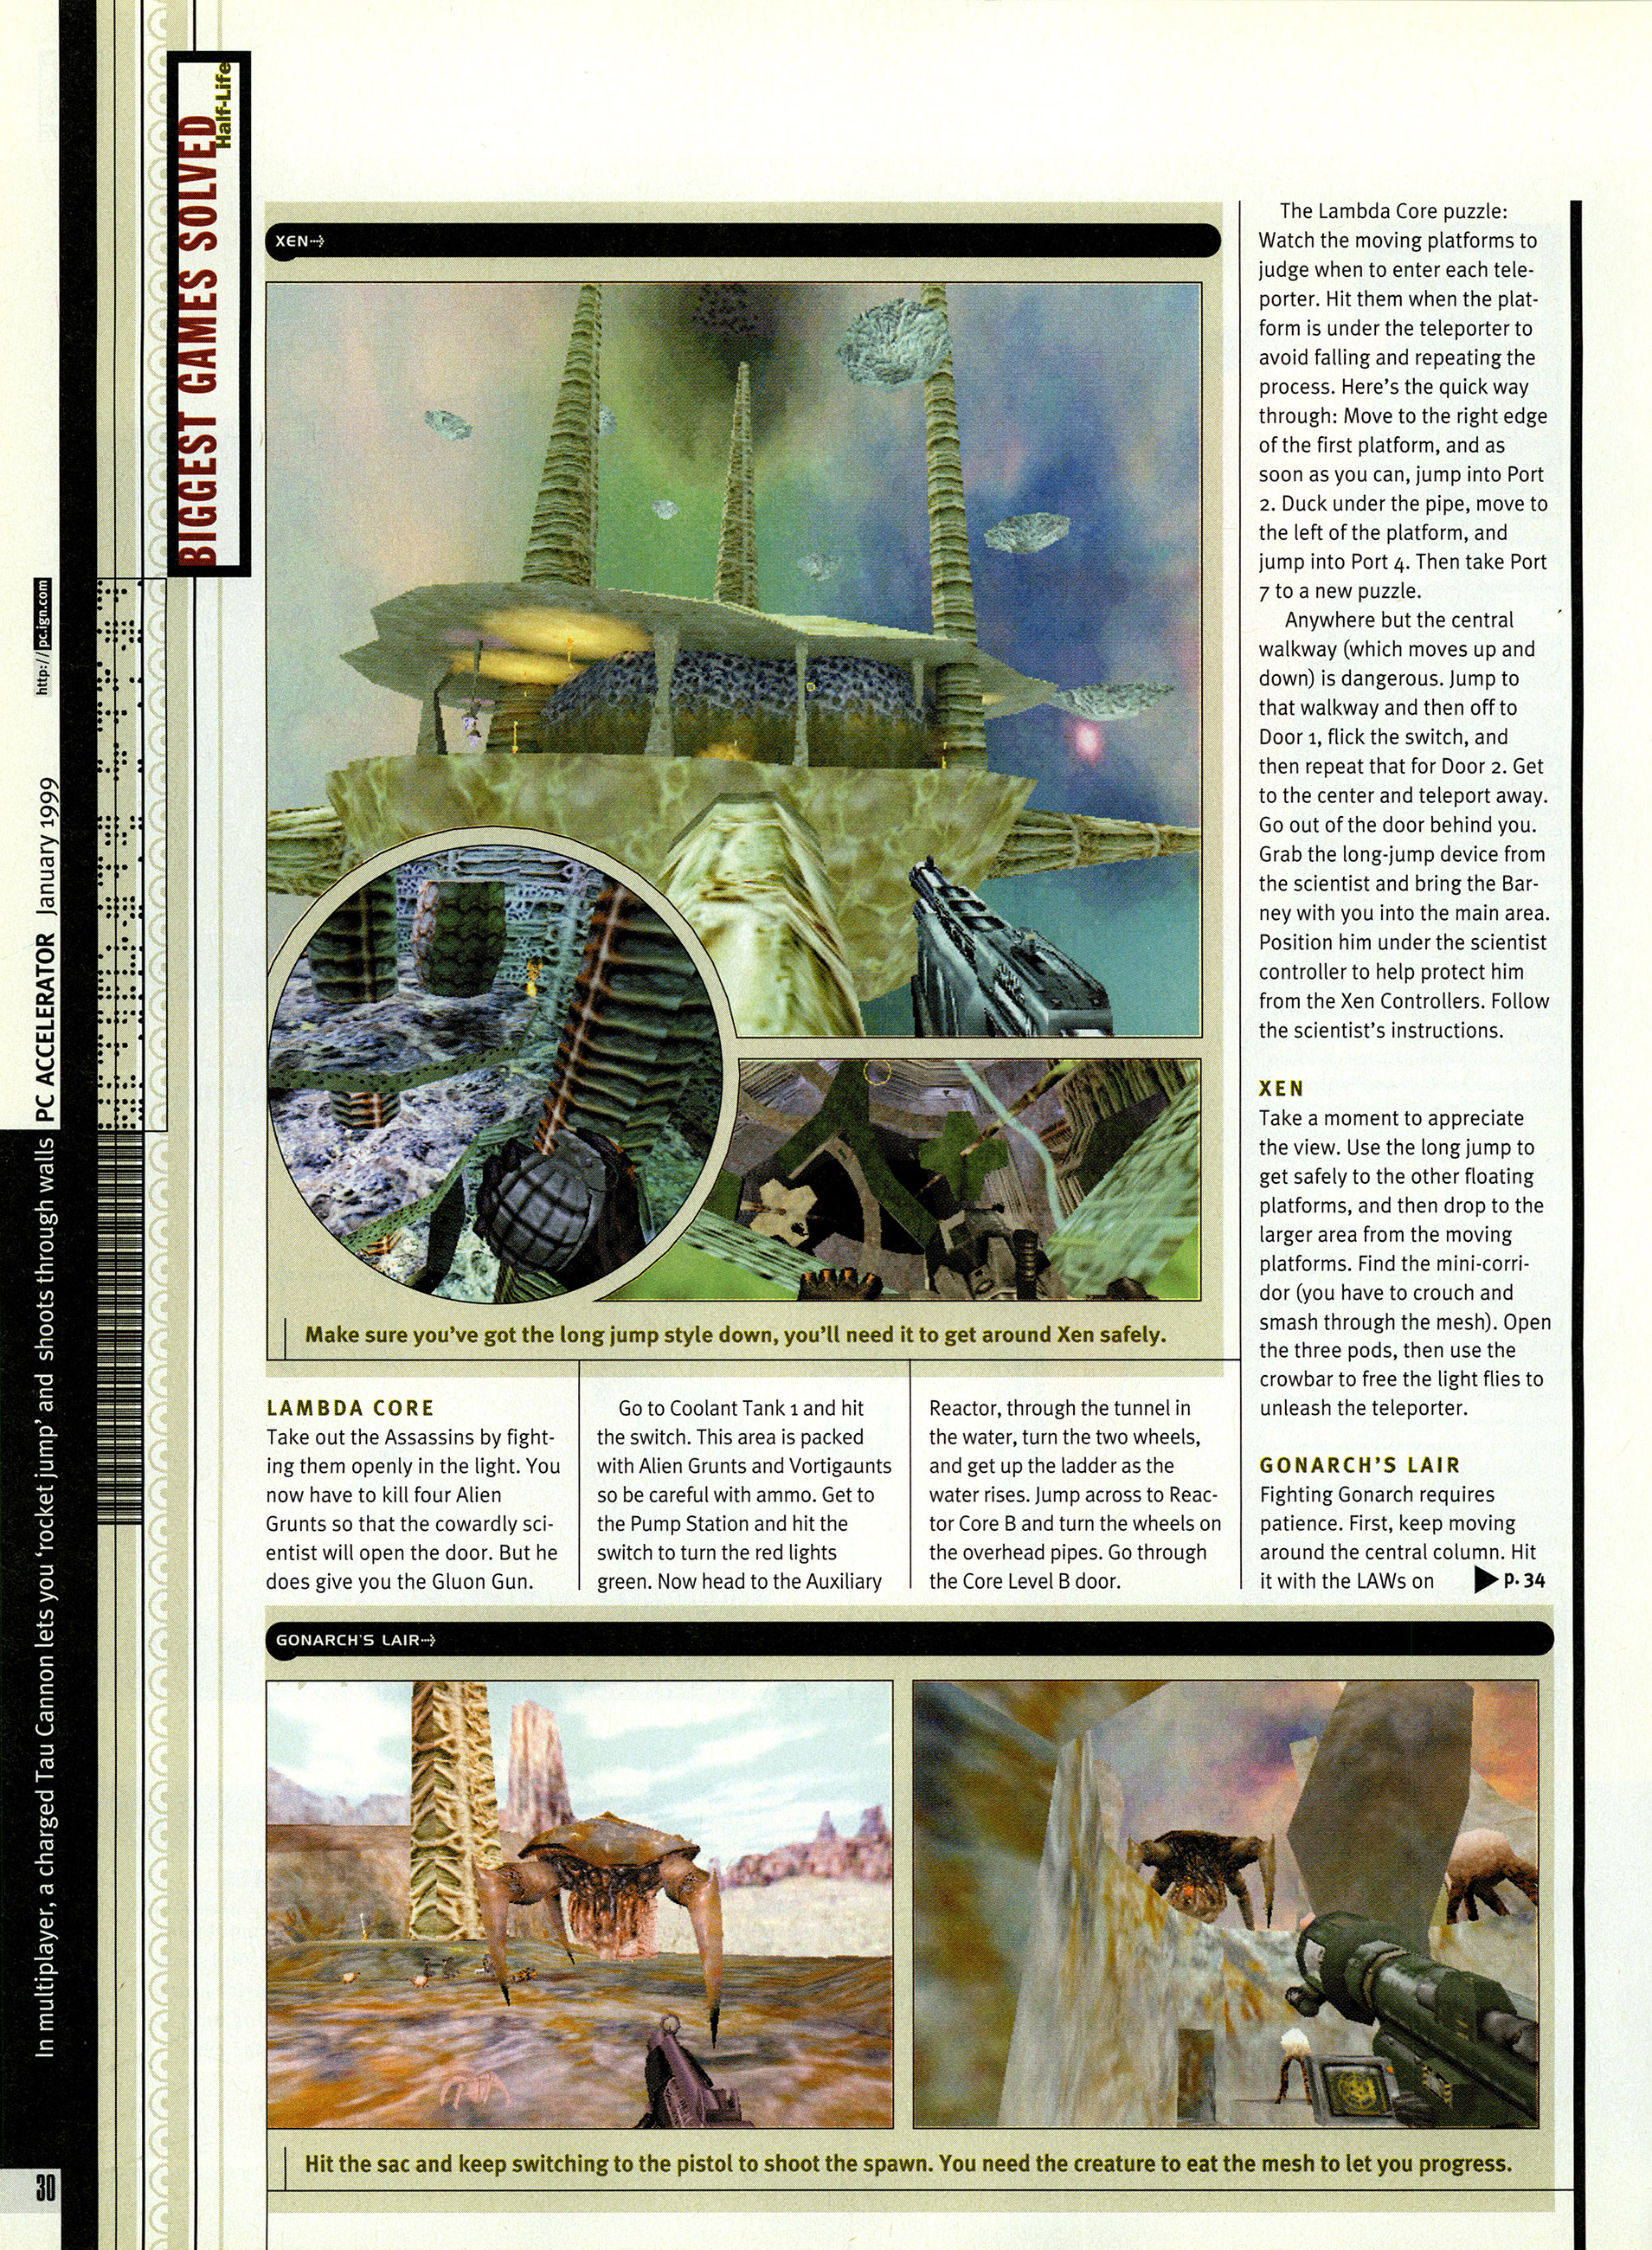 BIGGEST GAMES SOLVED
Half-Life
http://pc.ign.com
PC ACCELERATOR January 1999
In multiplayer, a charged Tau Cannon lets you ‘rocket jump’ and shoots through walls
30
XEN
Make sure you’ve got the long jump style down, you’ll need it to get around Xen safely.
LAMBDA CORE
Take out the Assassins by fight-
ing them openly in the light. You
now have to kill four Alien
Grunts so that the cowardly sci-
entist will open the door. But he
does give you the Gluon Gun.
Go to Coolant Tank 1 and hit
the switch. This area is packed
with Alien Grunts and Vortigaunts
so be careful with ammo. Get to
the Pump Station and hit the
switch to turn the red lights
green. Now head to the Auxiliary
Reactor, through the tunnel in
the water, turn the two wheels,
and get up the ladder as the
water rises. Jump across to Reac-
tor Core B and turn the wheels on
the overhead pipes. Go through
the Core Level B door.
The Lambda Core puzzle:
Watch the moving platforms to
judge when to enter each tele-
porter. Hit them when the plat-
form is under the teleporter to
avoid falling and repeating the
process. Here’s the quick way
through: Move to the right edge
of the first platform, and as
soon as you can, jump into Port
2. Duck under the pipe, move to
the left of the platform, and
jump into Port 4. Then take Port
7 to a new puzzle.
Anywhere but the central
walkway (which moves up and
down) is dangerous. Jump to
that walkway and then off to
Door 1, flick the switch, and
then repeat that for Door 2. Get
to the center and teleport away.
Go out of the door behind you.
Grab the long-jump device from
the scientist and bring the Bar-
ney with you into the main area.
Position him under the scientist
controller to help protect him
from the Xen Controllers. Follow
the scientist’s instructions.
XEN
Take a moment to appreciate
the view. Use the long jump to
get safely to the other floating
platforms, and then drop to the
larger area from the moving
platforms. Find the mini-corri-
dor (you have to crouch and
smash through the mesh). Open
the three pods, then use the
crowbar to free the light flies to
unleash the teleporter.
GONARCH’S LAIR
Fighting Gonarch requires
patience. First, keep moving
around the central column. Hit
it with the LAWs on ▶ p. 34
GONARCH’S LAIR
Hit the sac and keep switching to the pistol to shoot the spawn. You need the creature to eat the mesh to let you progress.